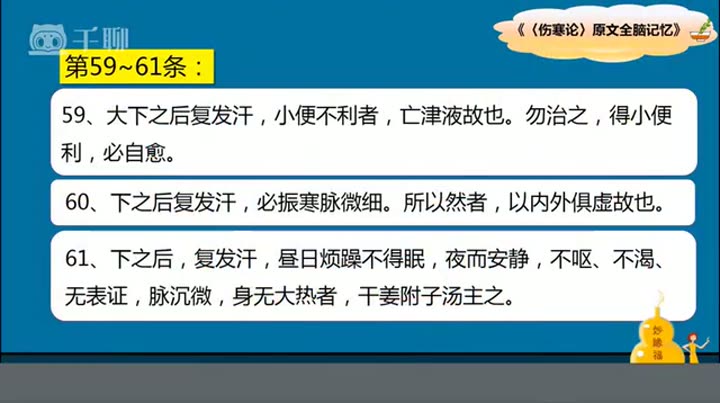 千聊
《〈伤寒论〉原文全脑记忆》
第59~61条：
59、大下之后复发汗，小便不利者，亡津液故也。勿治之，得小便
利，必自愈。
60、下之后复发汗，必振寒脉微细。所以然者，以内外俱虚故也。
61、下之后，复发汗，昼日烦躁不得眠，夜而安静，不呕、不渴、
无表证，脉沉微，身无大热者，干姜附子汤主之。
妙
缘
福